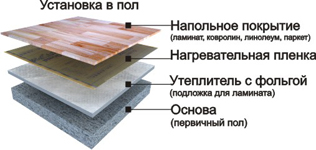 Установка в пол
Напольное покрытие
(ламинат, ковролин, линолеум, паркет)
Нагревательная пленка
Утеплитель с фольгой
(подложка для ламината)
Основа
(первичный пол)